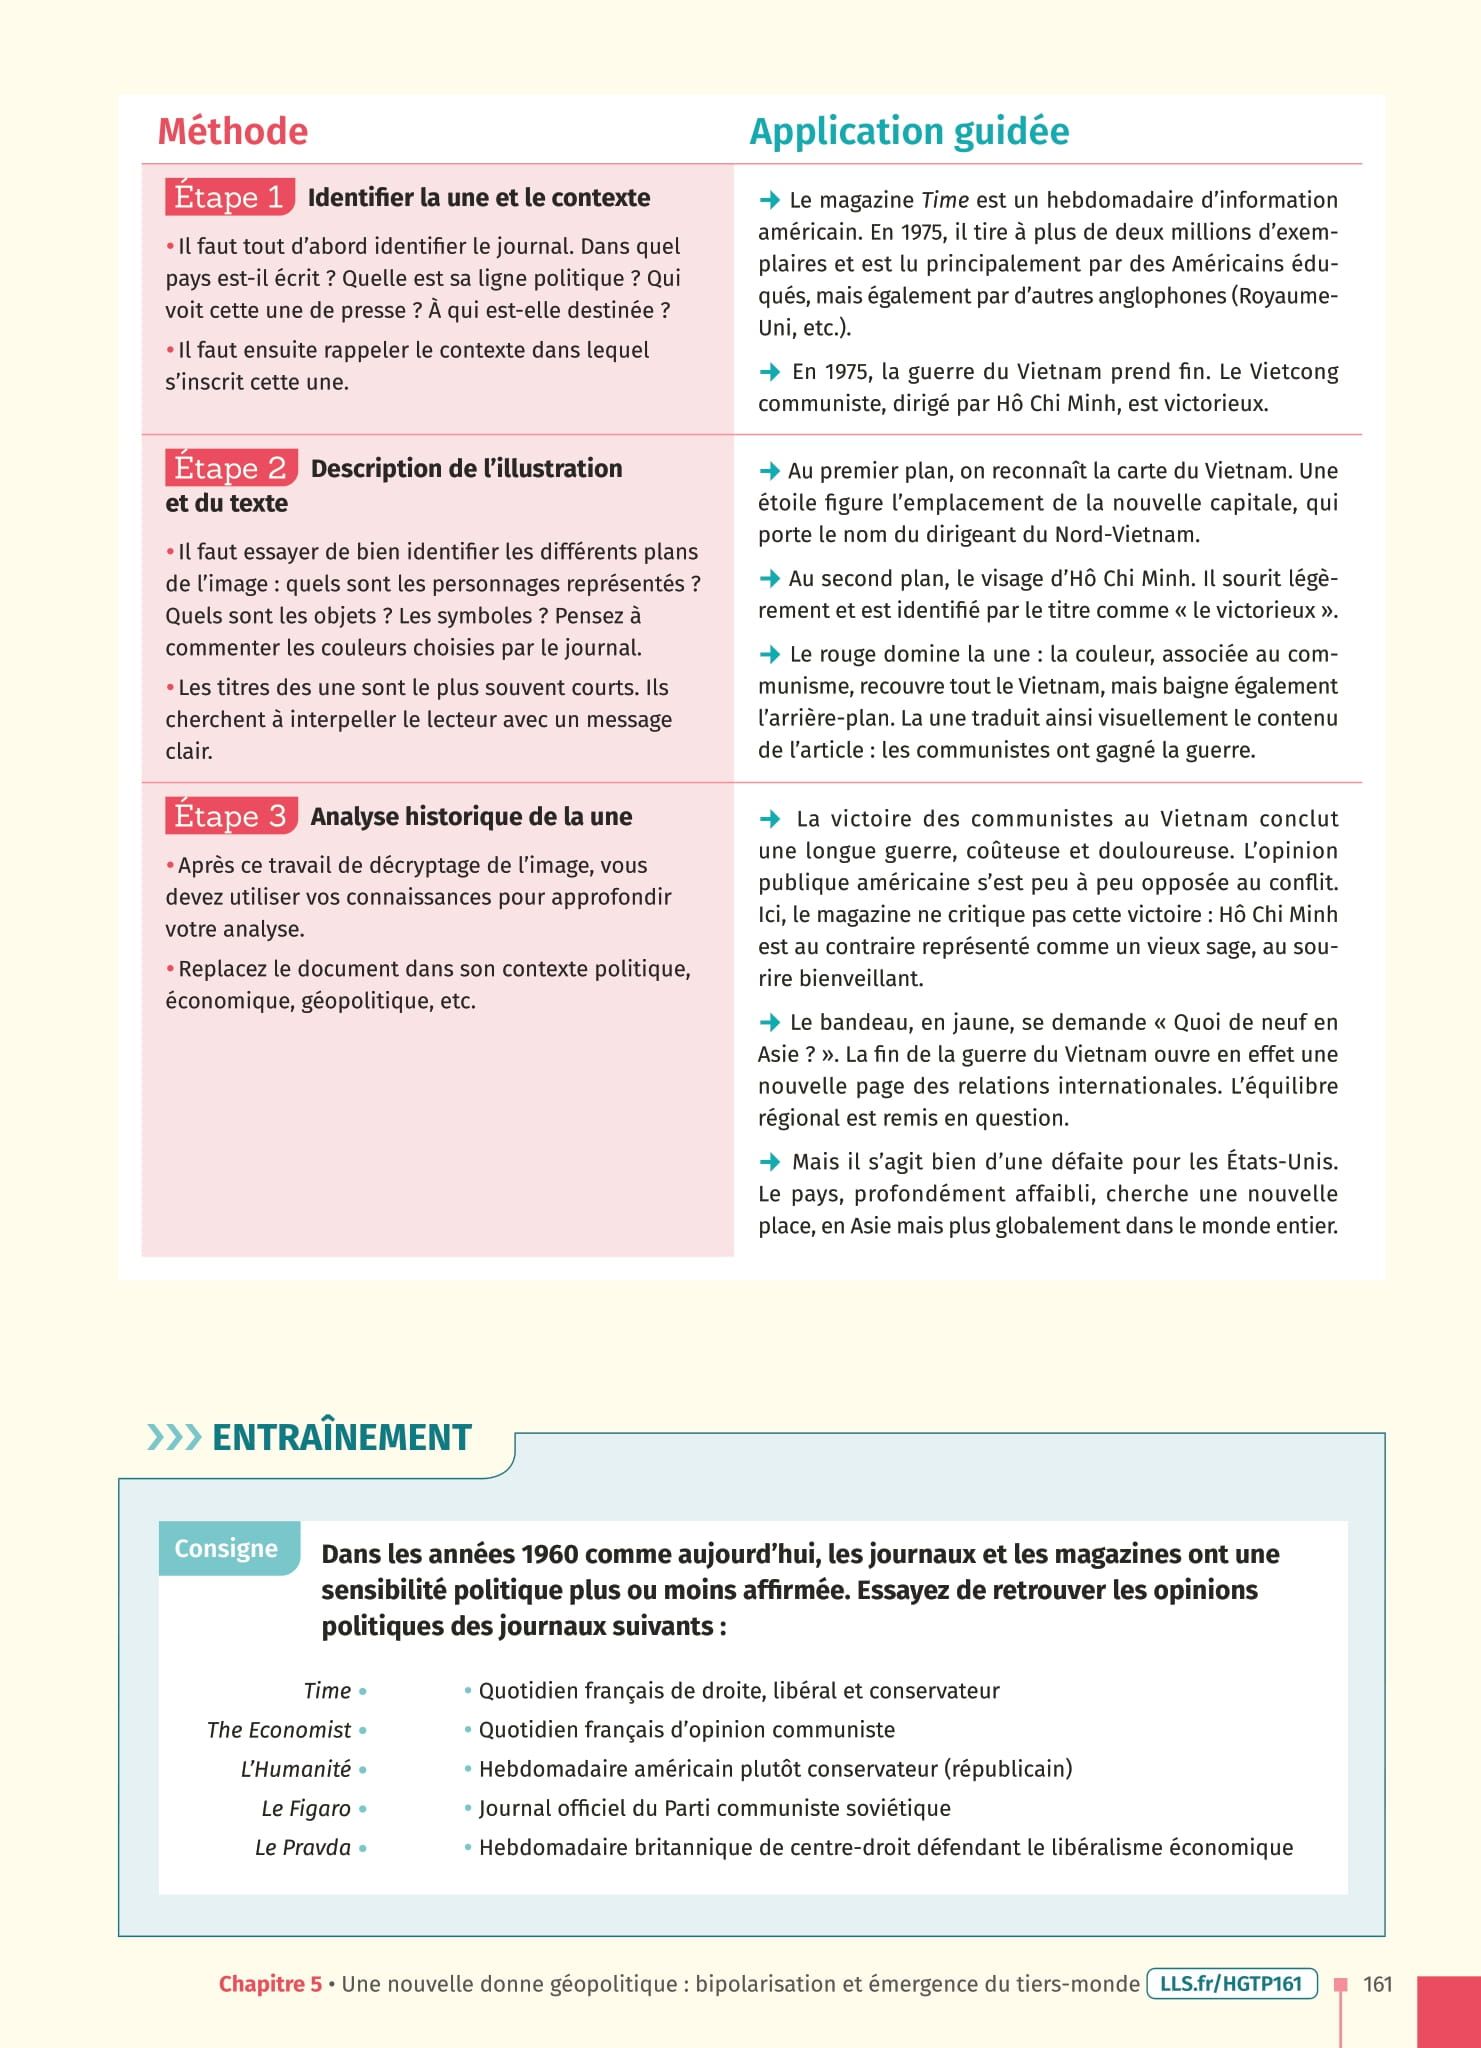 Méthode
Application guidée
Étape 1 Identifier la une et le contexte
• Il faut tout d’abord identifier le journal. Dans quel
pays est-il écrit ? Quelle est sa ligne politique ? Qui
voit cette une de presse ? À qui est-elle destinée ?
• Il faut ensuite rappeler le contexte dans lequel
s’inscrit cette une.
➔ Le magazine Time est un hebdomadaire d’information
américain. En 1975, il tire à plus de deux millions d’exem-
plaires et est lu principalement par des Américains édu-
qués, mais également par d’autres anglophones (Royaume-
Uni, etc.).
➔ En 1975, la guerre du Vietnam prend fin. Le Vietcong
communiste, dirigé par Hô Chi Minh, est victorieux.
Étape 2 Description de l’illustration
et du texte
• Il faut essayer de bien identifier les différents plans
de l’image : quels sont les personnages représentés ?
Quels sont les objets ? Les symboles ? Pensez à
commenter les couleurs choisies par le journal.
• Les titres des une sont le plus souvent courts. Ils
cherchent à interpeller le lecteur avec un message
clair.
➔ Au premier plan, on reconnaît la carte du Vietnam. Une
étoile figure l’emplacement de la nouvelle capitale, qui
porte le nom du dirigeant du Nord-Vietnam.
➔ Au second plan, le visage d’Hô Chi Minh. Il sourit légè-
rement et est identifié par le titre comme « le victorieux ».
➔ Le rouge domine la une : la couleur, associée au com-
munisme, recouvre tout le Vietnam, mais baigne également
l’arrière-plan. La une traduit ainsi visuellement le contenu
de l’article : les communistes ont gagné la guerre.
Étape 3 Analyse historique de la une
• Après ce travail de décryptage de l’image, vous
devez utiliser vos connaissances pour approfondir
votre analyse.
• Replacez le document dans son contexte politique,
économique, géopolitique, etc.
➔ La victoire des communistes au Vietnam conclut
une longue guerre, coûteuse et douloureuse. L’opinion
publique américaine s’est peu à peu opposée au conflit.
Ici, le magazine ne critique pas cette victoire : Hô Chi Minh
est au contraire représenté comme un vieux sage, au sou-
rire bienveillant.
➔ Le bandeau, en jaune, se demande « Quoi de neuf en
Asie ? ». La fin de la guerre du Vietnam ouvre en effet une
nouvelle page des relations internationales. L’équilibre
régional est remis en question.
➔ Mais il s’agit bien d’une défaite pour les États-Unis.
Le pays, profondément affaibli, cherche une nouvelle
place, en Asie mais plus globalement dans le monde entier.
ENTRAÎNEMENT
Consigne
Dans les années 1960 comme aujourd’hui, les journaux et les magazines ont une
sensibilité politique plus ou moins affirmée. Essayez de retrouver les opinions
politiques des journaux suivants :
Time • • Quotidien français de droite, libéral et conservateur
The Economist • • Quotidien français d’opinion communiste
L’Humanité • • Hebdomadaire américain plutôt conservateur (républicain)
Le Figaro • • Journal officiel du Parti communiste soviétique
Le Pravda • • Hebdomadaire britannique de centre-droit défendant le libéralisme économique
Chapitre 5 • Une nouvelle donne géopolitique : bipolarisation et émergence du tiers-monde LLS.fr/HGTP161 161